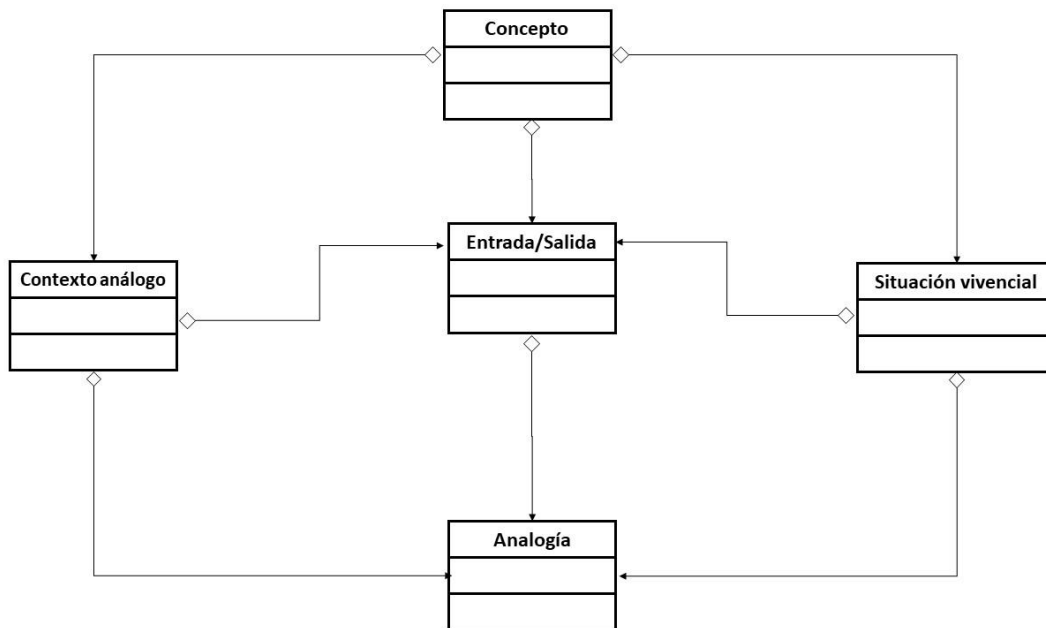 Concepto
Entrada/Salida
Contexto análogo
Situación vivencial
Analogía